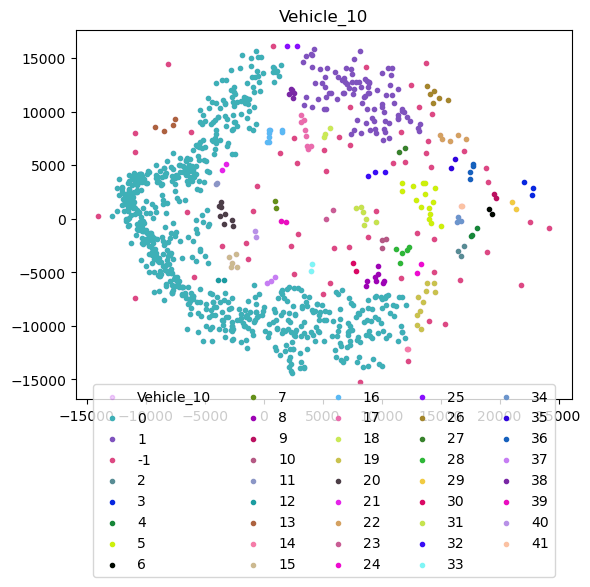 Vehicle_10
15000
10000
5000
0
−5000
−10000
−15000
−15000 −10000 −5000 0 5000 10000 15000 20000 25000
Vehicle_10 7 16 25 34
0 8 17 26 35
1 9 18 27 36
-1 10 19 28 37
2 11 20 29 38
3 12 21 30 39
4 13 22 31 40
5 14 23 32 41
6 15 24 33